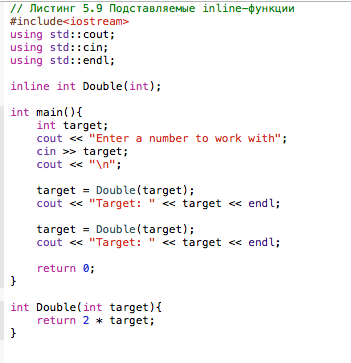 // Листинг 5.9 Подставляемые inline-функции
#include<iostream>
using std::cout;
using std::cin;
using std::endl;
inline int Double(int);
int main(){
int target;
cout << "Enter a number to work with";
cin >> target;
cout << "\n";
target = Double(target);
cout << "Target: " << target << endl;
target = Double(target);
cout << "Target: " << target << endl;
return 0;
}
int Double(int target){
return 2 * target;
}